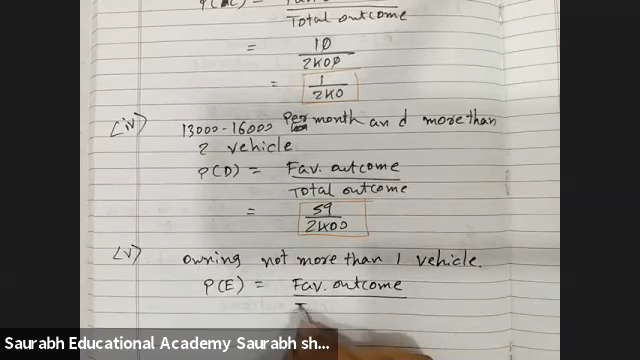 P(C) =
Total outcome
= 10
2400
= 1
240
(iv) 13000-16000 per month and more than
2 vehicle
P(D) = Fav. outcome
Total outcome
= 59
2400
(v) owning not more than 1 vehicle.
P(E) = Fav. outcome
Saurabh Educational Academy Saurabh sh...